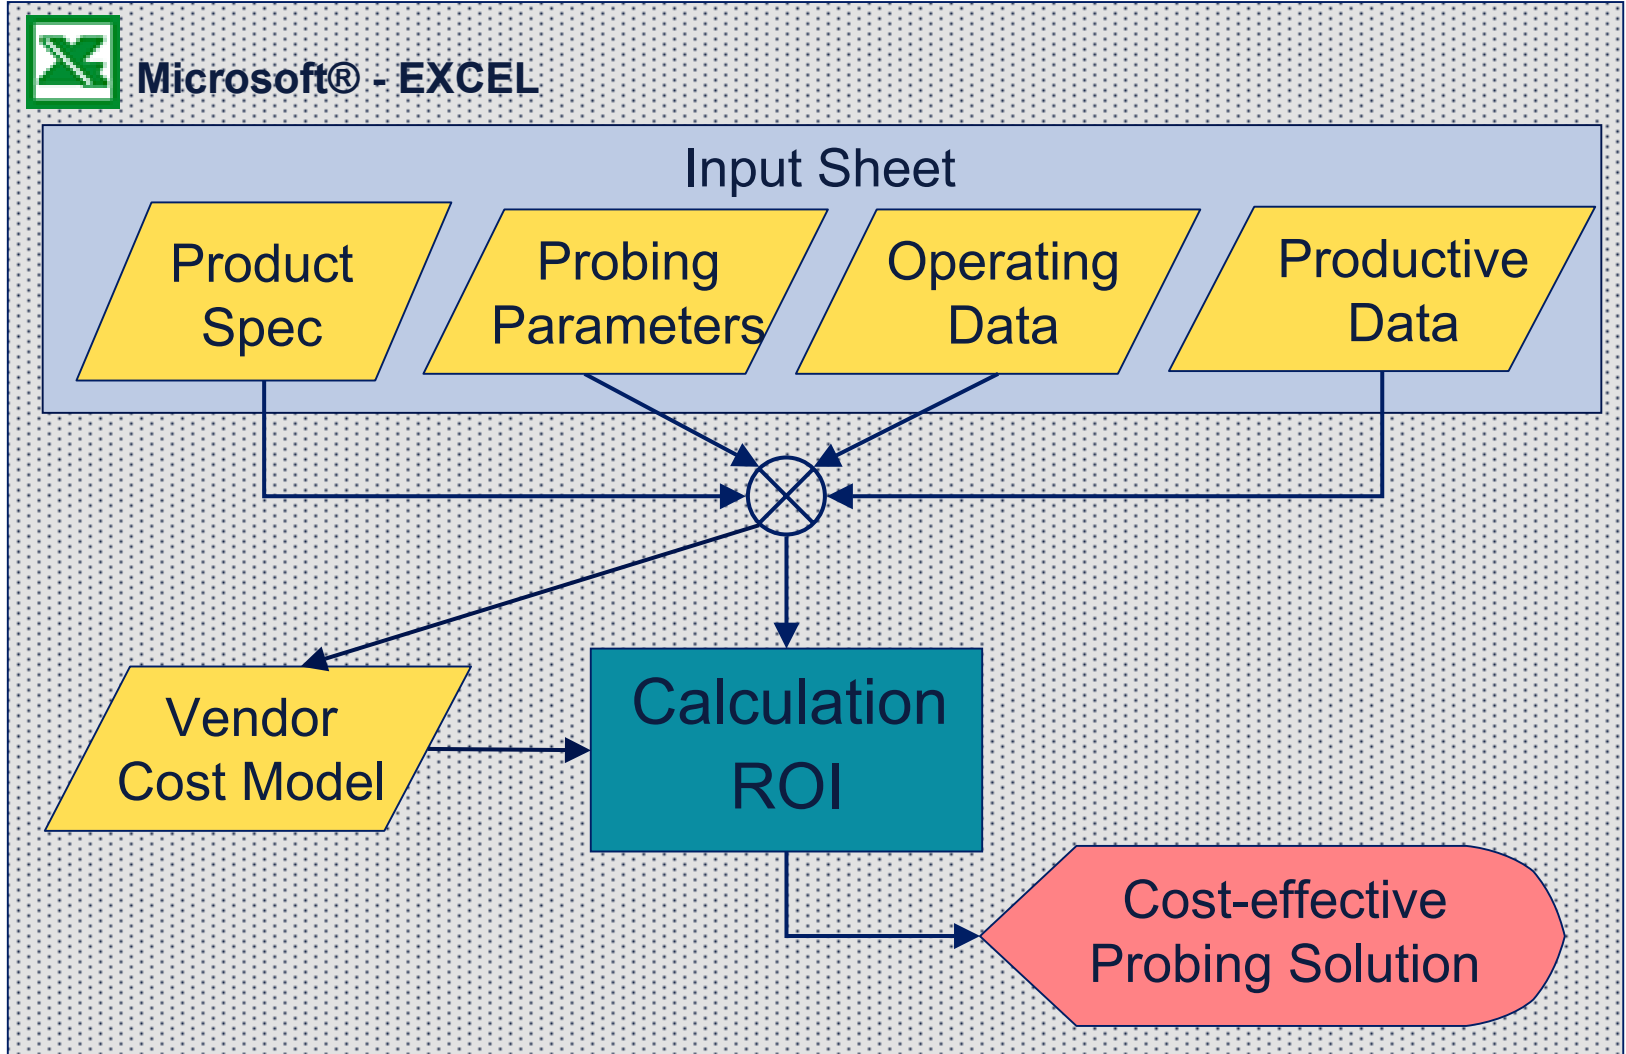 Microsoft® - EXCEL
Input Sheet
Product
Spec
Probing
Parameters
Operating
Data
Productive
Data
Vendor
Cost Model
Calculation
ROI
Cost-effective
Probing Solution